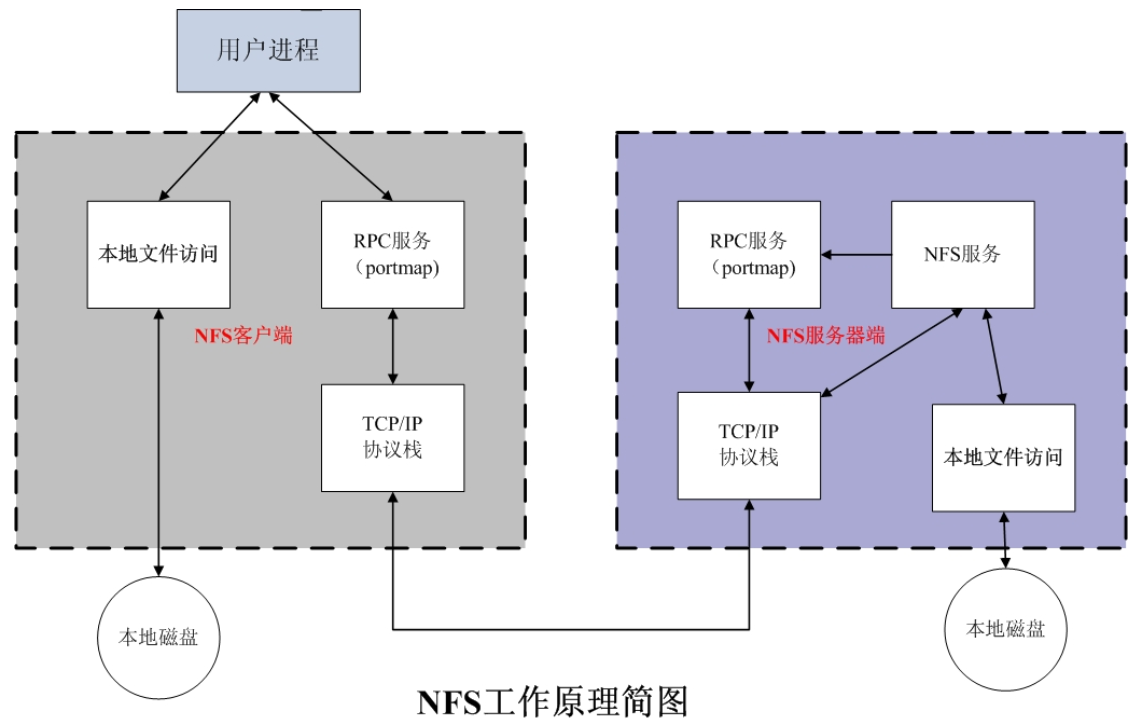 用户进程
本地文件访问
RPC服务
（portmap)
NFS客户端
TCP/IP
协议栈
本地磁盘
RPC服务
（portmap)
NFS服务
NFS服务器端
TCP/IP
协议栈
本地文件访问
本地磁盘
NFS工作原理简图